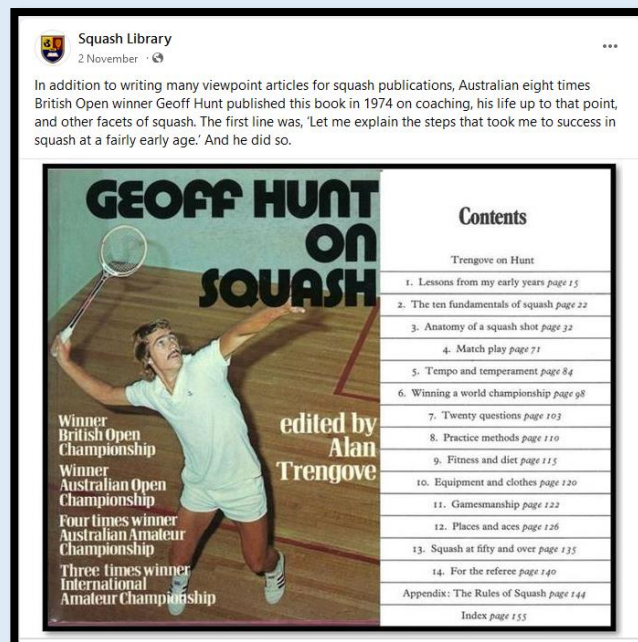 Squash Library
2 November ·
In addition to writing many viewpoint articles for squash publications, Australian eight times
British Open winner Geoff Hunt published this book in 1974 on coaching, his life up to that point,
and other facets of squash. The first line was, 'Let me explain the steps that took me to success in
squash at a fairly early age.' And he did so.
GEOFF HUNT
ON
SQUASH
Winner
British Open
Championship
Winner
Australian Open
Championship
Four times winner
Australian Amateur
Championship
Three times winner
International
Amateur Championship
edited by
Alan
Trengove
Contents
Trengove on Hunt
1. Lessons from my early years page 15
2. The ten fundamentals of squash page 22
3. Anatomy of a squash shot page 32
4. Match play page 71
5. Tempo and temperament page 84
6. Winning a world championship page 98
7. Twenty questions page 103
8. Practice methods page 110
9. Fitness and diet page 115
10. Equipment and clothes page 120
11. Gamesmanship page 122
12. Places and aces page 126
13. Squash at fifty and over page 135
14. For the referee page 140
Appendix: The Rules of Squash page 144
Index page 155